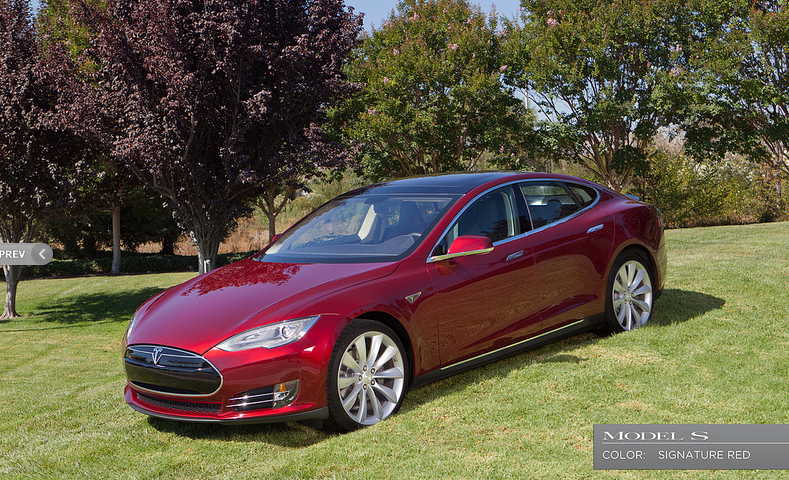 PREV
MODEL S
COLOR: SIGNATURE RED